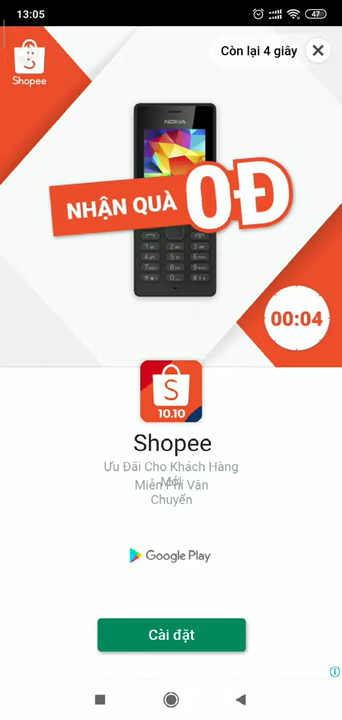 13:05
47
Còn lại 4 giây
Shopee
NOKIA
NHẬN QUÀ 0Đ
00:04
S
10.10
Shopee
Ưu Đãi Cho Khách Hàng
Mới
Miễn Phí Vận
Chuyển
Google Play
Cài đặt